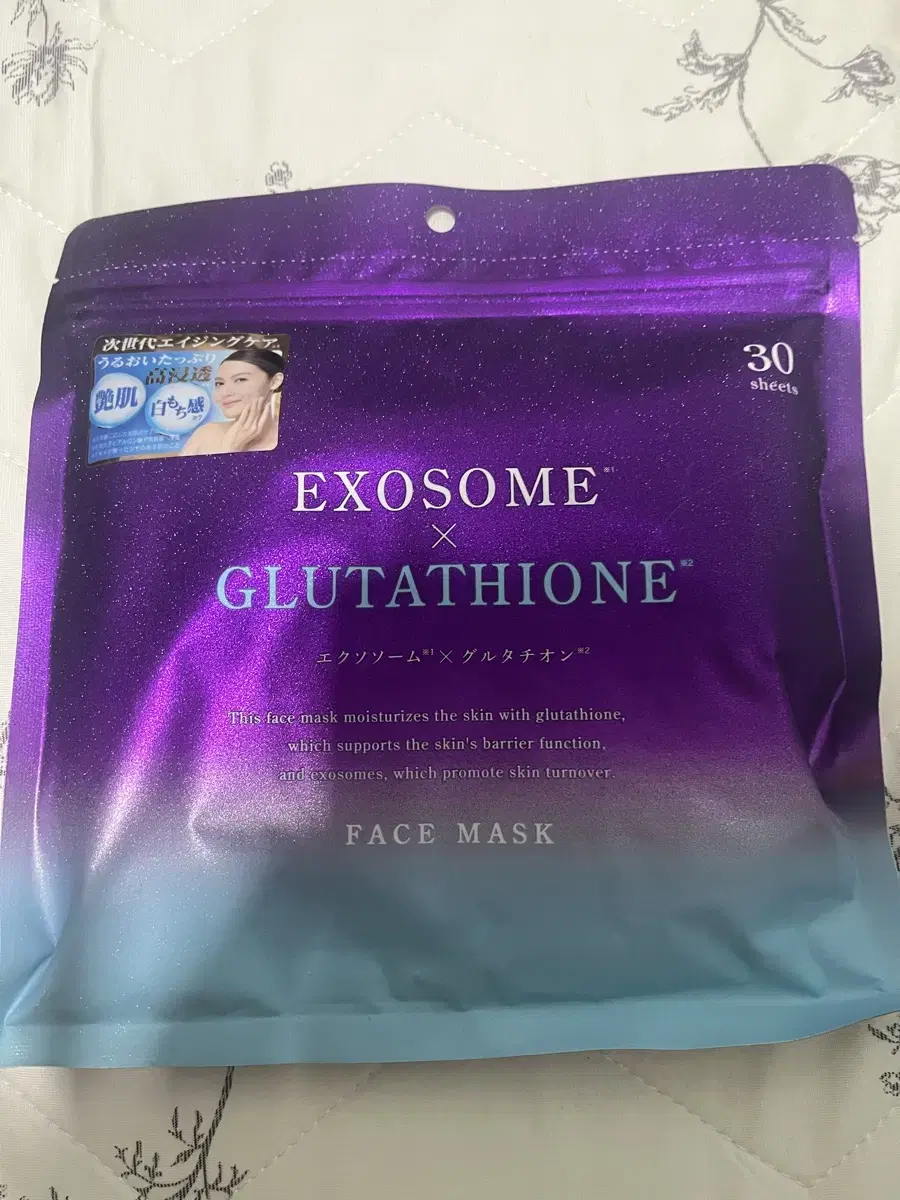 次世代エイジングケア
うるおいたっぷり
高浸透
艶肌
白もち感
30
sheets
EXOSOME※1
×
GLUTATHIONE※2
エクソソーム※1×グルタチオン※2
This face mask moisturizes the skin with glutathione,
which supports the skin's barrier function,
and exosomes, which promote skin turnover.
FACE MASK